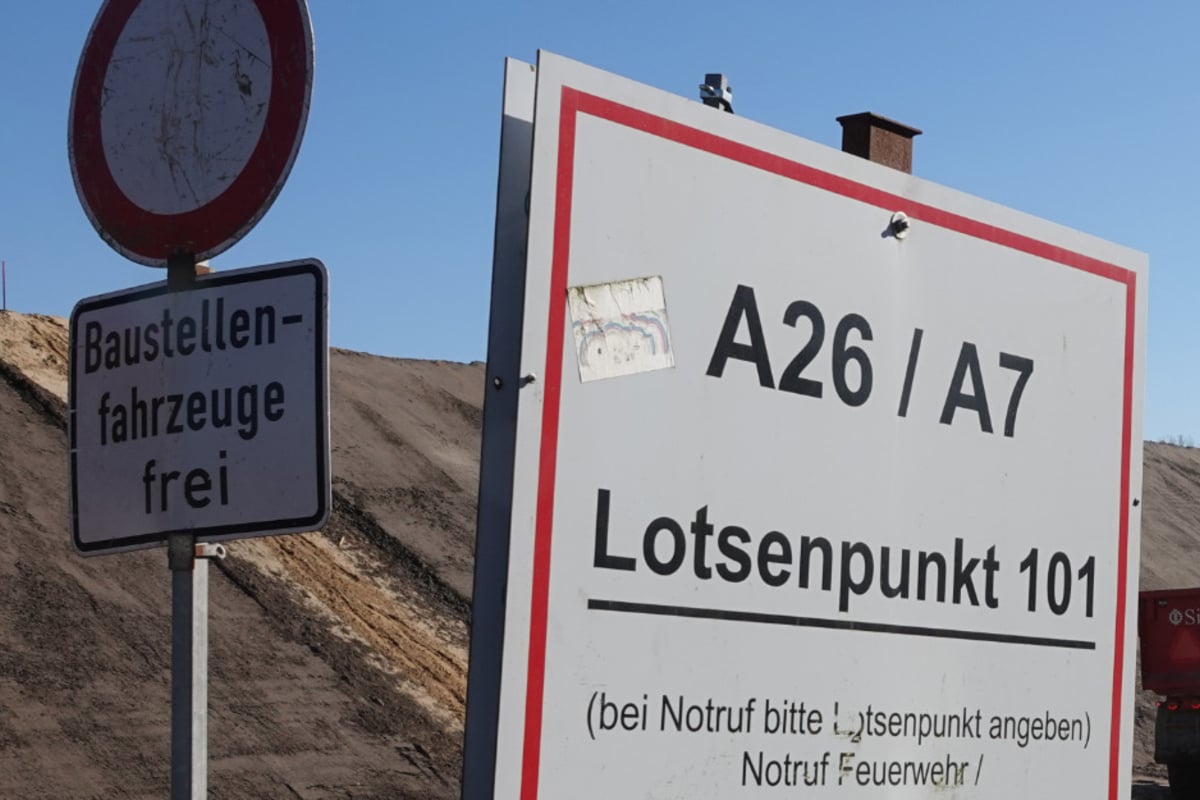 Baustellen-
fahrzeuge
frei
A26 / A7
Lotsenpunkt 101
(bei Notruf bitte Lotsenpunkt angeben)
Notruf Feuerwehr /